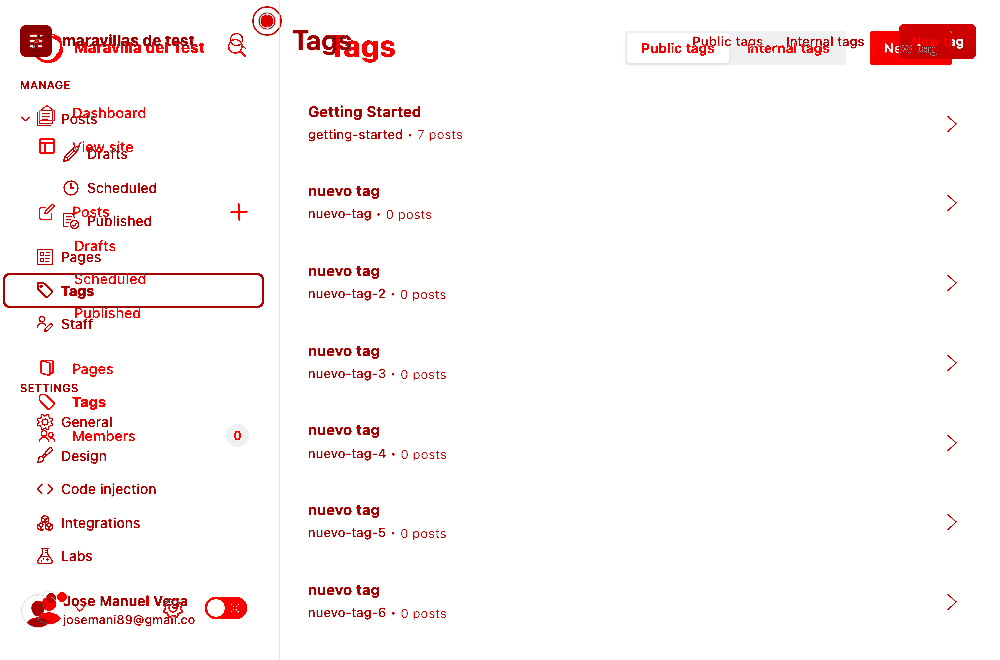 maravillas de test
Maravilla del Test
MANAGE
Dashboard
Posts
View site
Drafts
Scheduled
Posts
Published
Drafts
Pages
Scheduled
Tags
Published
Staff
Pages
SETTINGS
Tags
General
Members
0
Design
Code injection
Integrations
Labs
Jose Manuel Vega
josemani89@gmail.co
Tags
Tags
Public tags Internal tags
Public tags Internal tags
New tag
New tag
Getting Started
getting-started • 7 posts
nuevo tag
nuevo-tag • 0 posts
nuevo tag
nuevo-tag-2 • 0 posts
nuevo tag
nuevo-tag-3 • 0 posts
nuevo tag
nuevo-tag-4 • 0 posts
nuevo tag
nuevo-tag-5 • 0 posts
nuevo tag
nuevo-tag-6 • 0 posts